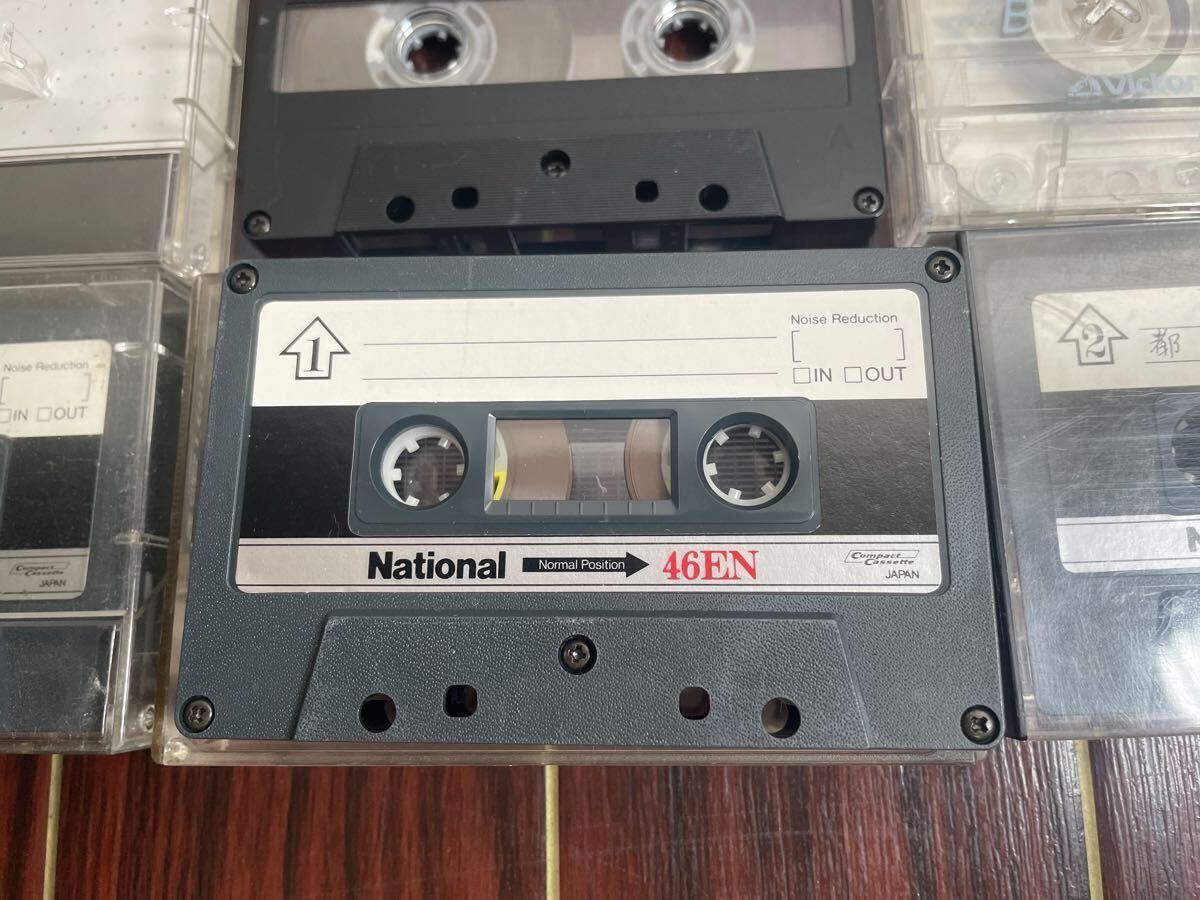 B
Victor
1
Noise Reduction
IN OUT
National Normal Position 46EN
Compact Cassette
JAPAN
Noise Reduction
IN OUT
Compact Cassette
JAPAN
2 都
N